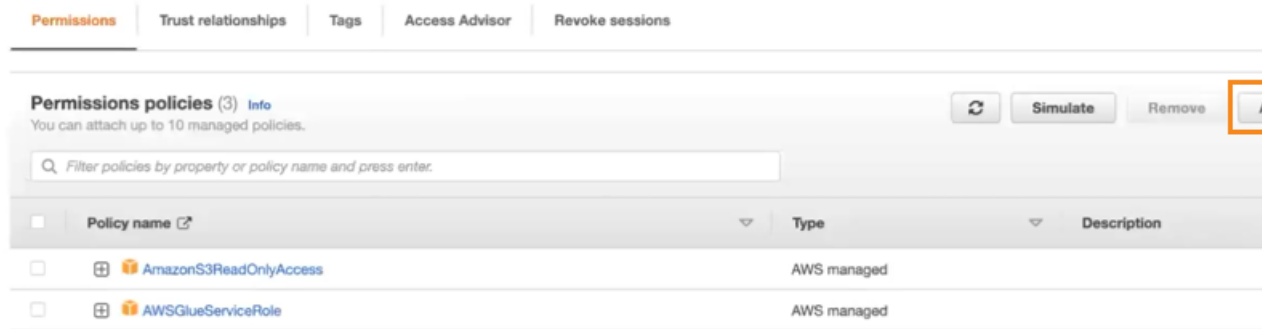 Permissions Trust relationships Tags Access Advisor Revoke sessions
Permissions policies (3) Info
You can attach up to 10 managed policies.
Simulate Remove
Filter policies by property or policy name and press enter.
Policy name Type Description
AmazonS3ReadOnlyAccess AWS managed
AWSGlueServiceRole AWS managed